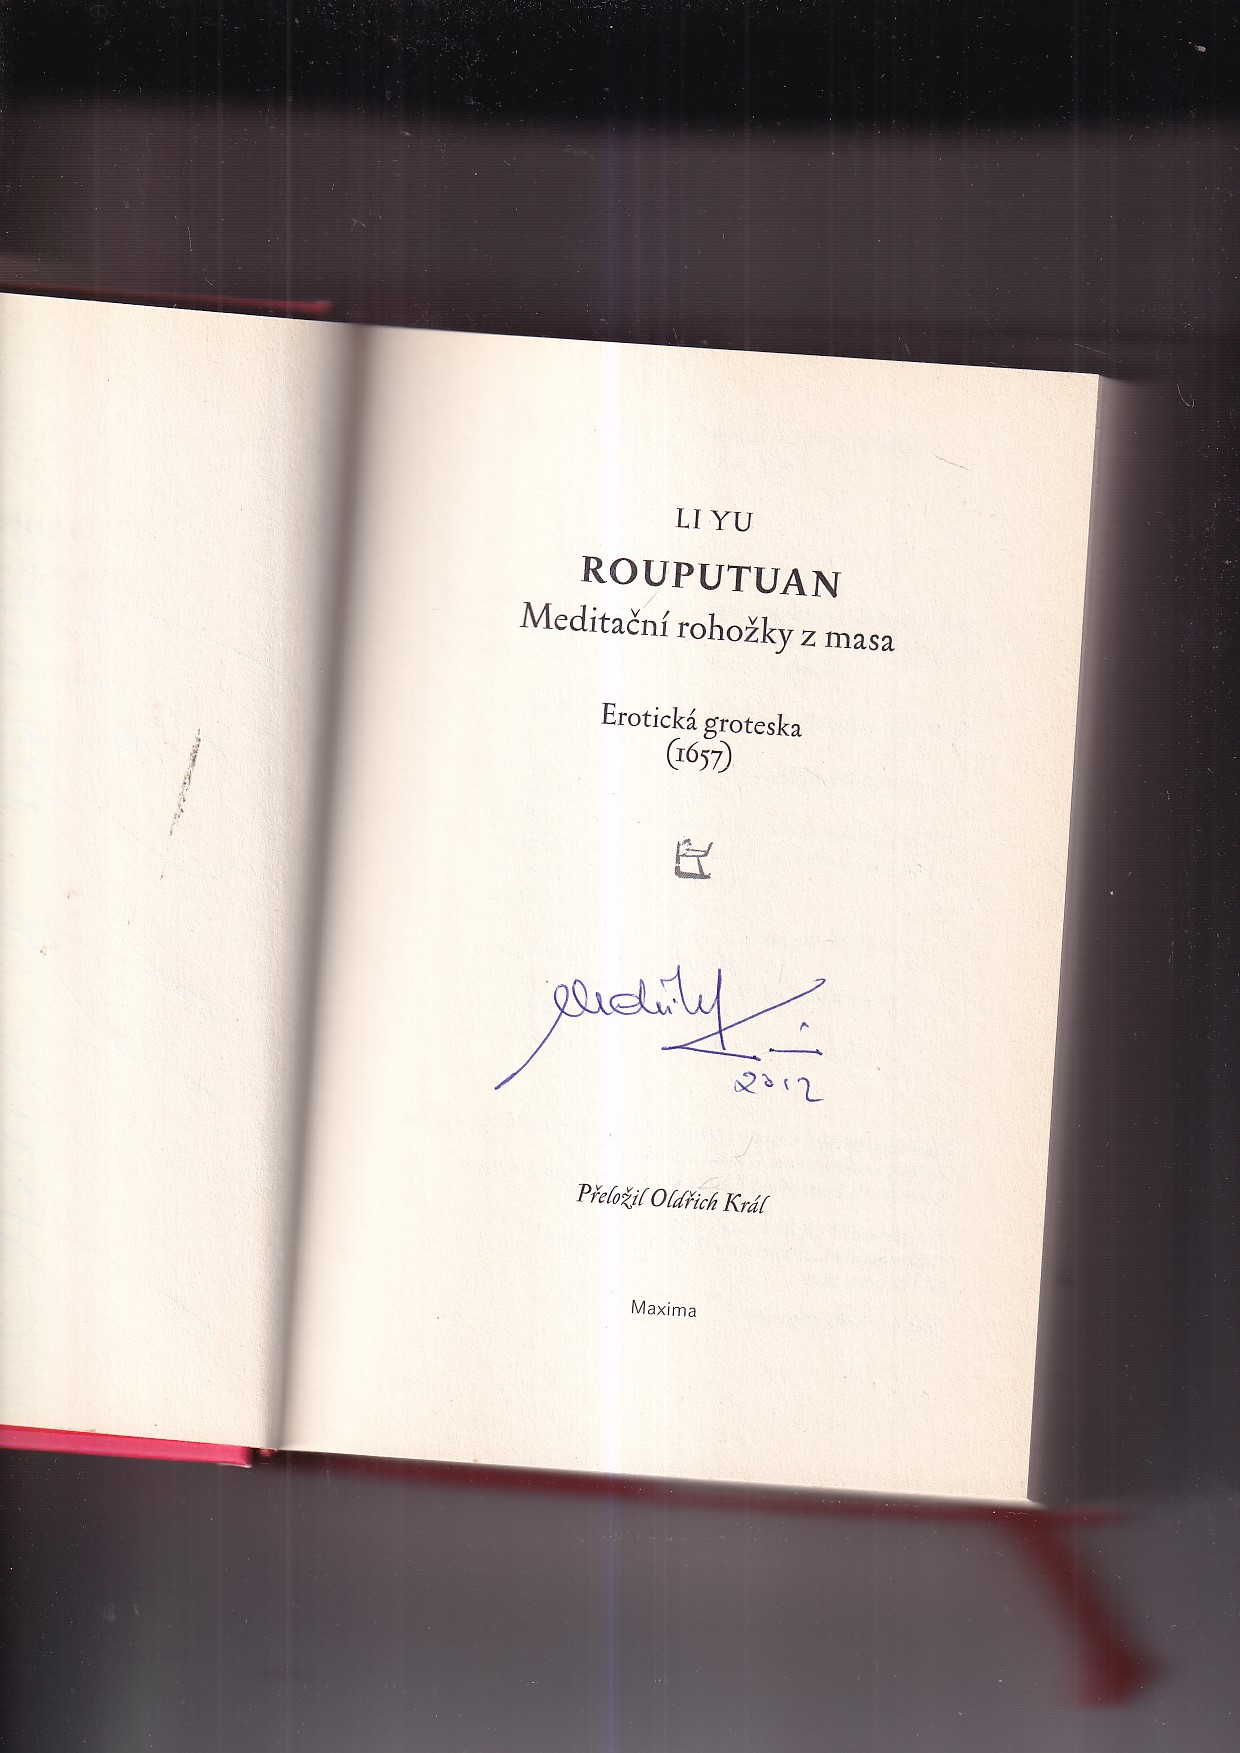 LI YU
ROUPUTUAN
Meditační rohožky z masa
Erotická groteska
(1657)
2012
Přeložil Oldřich Král
Maxima